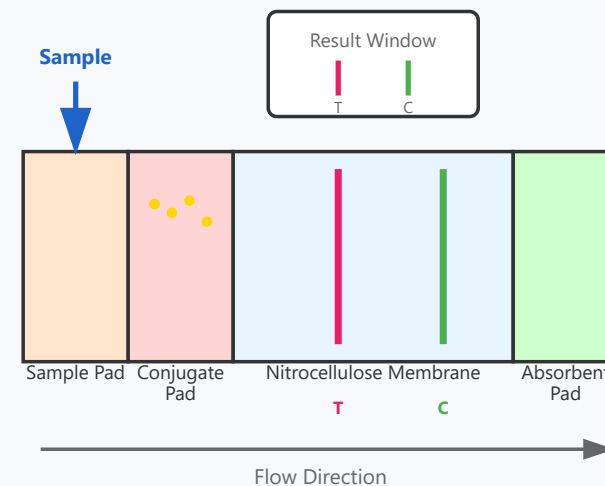 Result Window
Sample
T C
Sample Pad Conjugate Pad Nitrocellulose Membrane Absorbent Pad
T C
Flow Direction